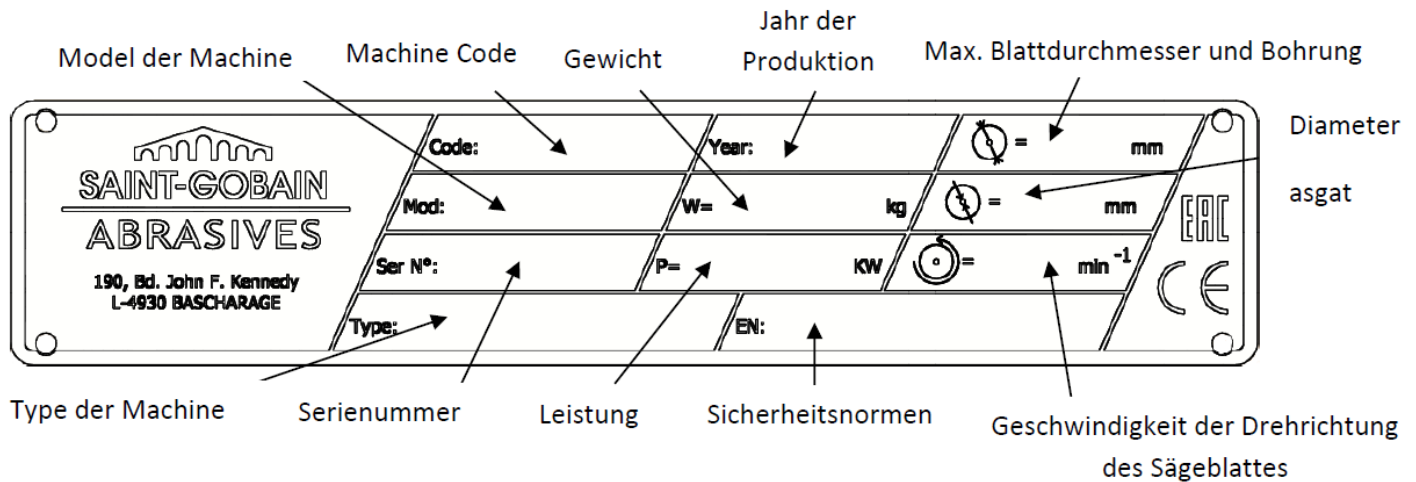 Jahr der
Produktion
Model der Machine
Machine Code
Gewicht
Max. Blattdurchmesser und Bohrung
Diameter
asgat
SAINT-GOBAIN
ABRASIVES
190, Bd. John F. Kennedy
L-4930 BASCHARAGE
Code:
Year:
= mm
Mod:
W= kg
= mm
Ser N°:
P= KW
= min⁻¹
Type:
EN:
EAC
CE
Type der Machine
Serienummer
Leistung
Sicherheitsnormen
Geschwindigkeit der Drehrichtung
des Sägeblattes